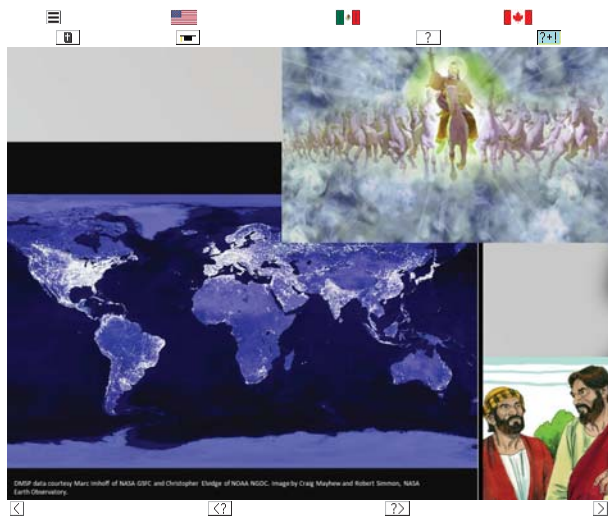 ?
?+!
DMSP data courtesy Marc Imhoff of NASA GSFC and Christopher Elvidge of NOAA NGDC. Image by Craig Mayhew and Robert Simmon, NASA
Earth Observatory.
< <? ?> >